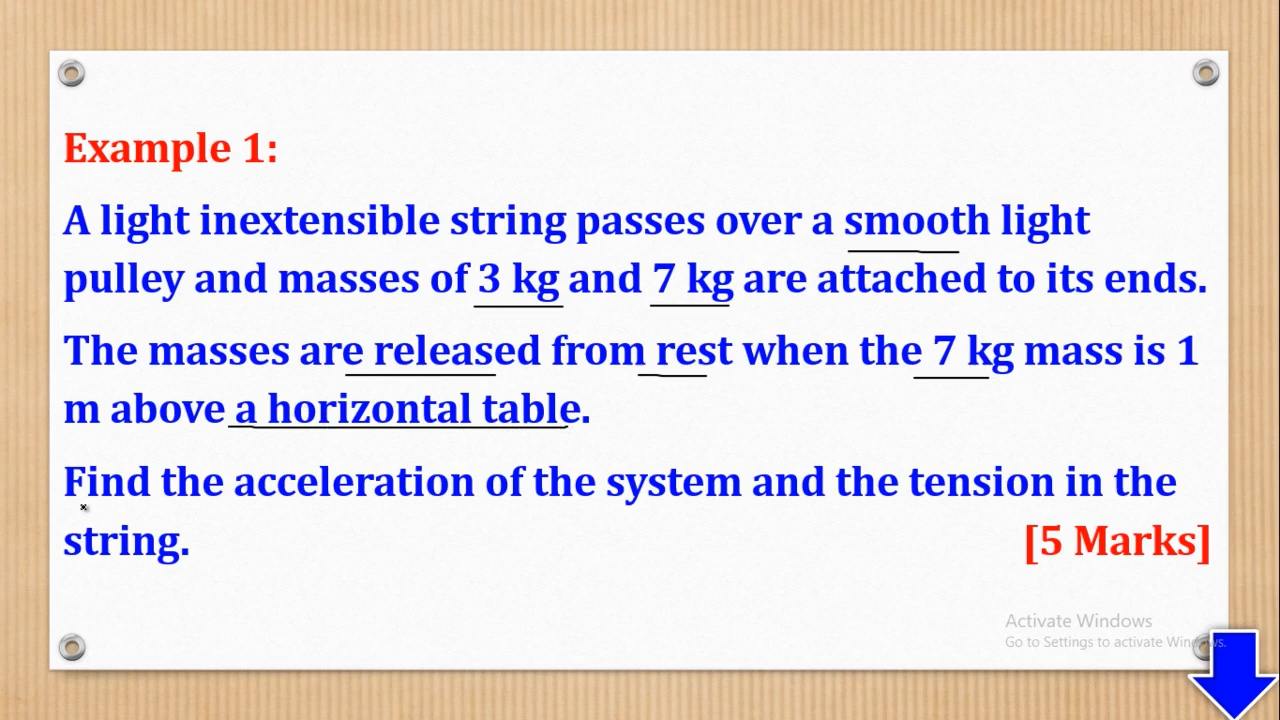 Example 1:
A light inextensible string passes over a smooth light
pulley and masses of 3 kg and 7 kg are attached to its ends.
The masses are released from rest when the 7 kg mass is 1
m above a horizontal table.
Find the acceleration of the system and the tension in the
string.
[5 Marks]
Activate Windows
Go to Settings to activate Windows.